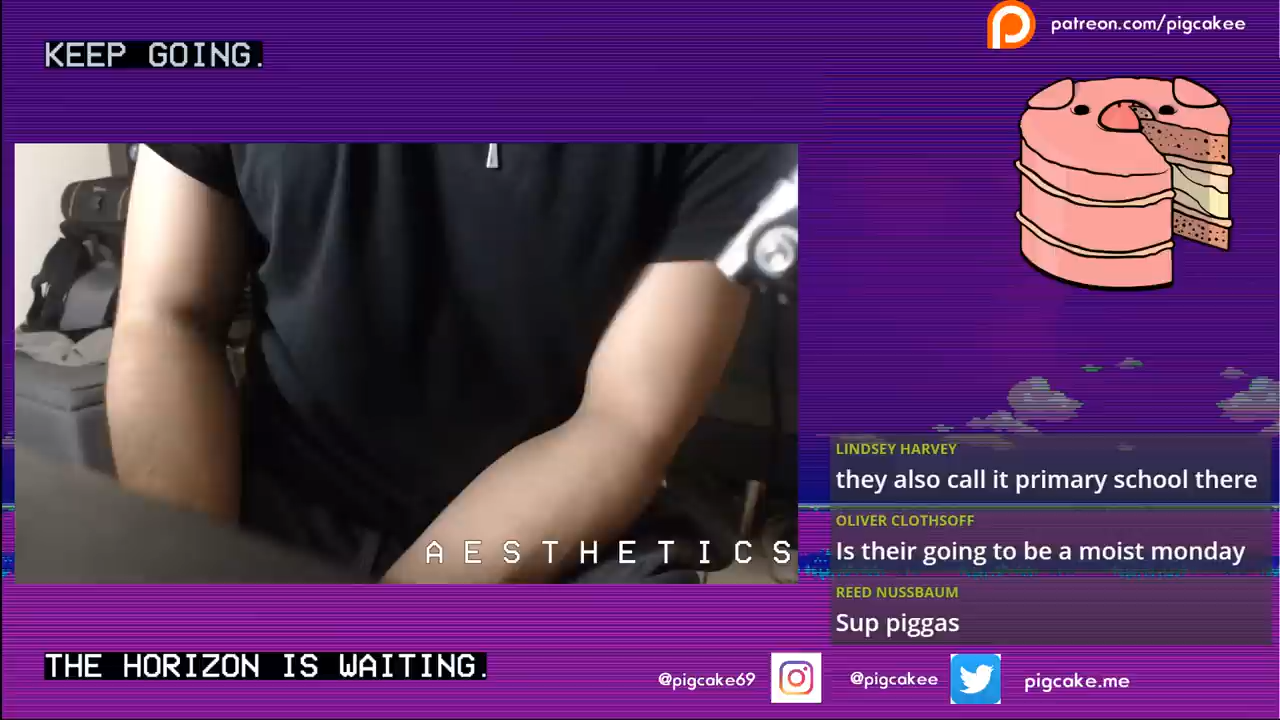 KEEP GOING.
patreon.com/pigcakee
A E S T H E T I C S
LINDSEY HARVEY
they also call it primary school there
OLIVER CLOTHSOFF
Is their going to be a moist monday
REED NUSSBAUM
Sup piggas
THE HORIZON IS WAITING.
@pigcake69
@pigcakee
pigcake.me